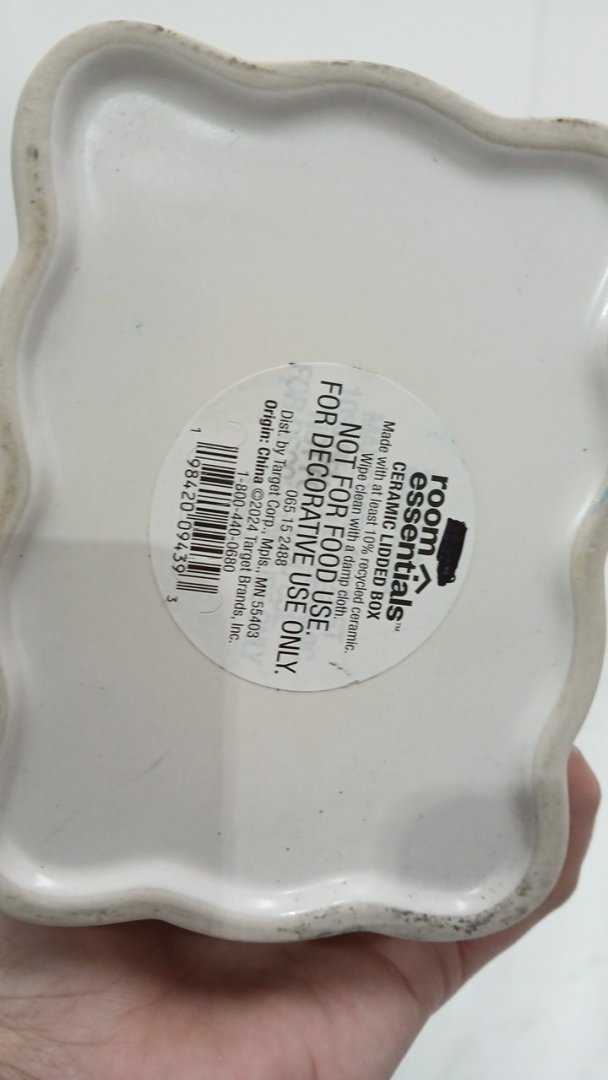 room
essentials™
CERAMIC LIDDED BOX
Made with at least 10% recycled ceramic.
Wipe clean with a damp cloth.
NOT FOR FOOD USE.
FOR DECORATIVE USE ONLY.
065 15 2488
Dist. by Target Corp., Mpls., MN 55403
Origin: China ©2024 Target Brands, Inc.
1-800-440-0680
1 98420 09439 3